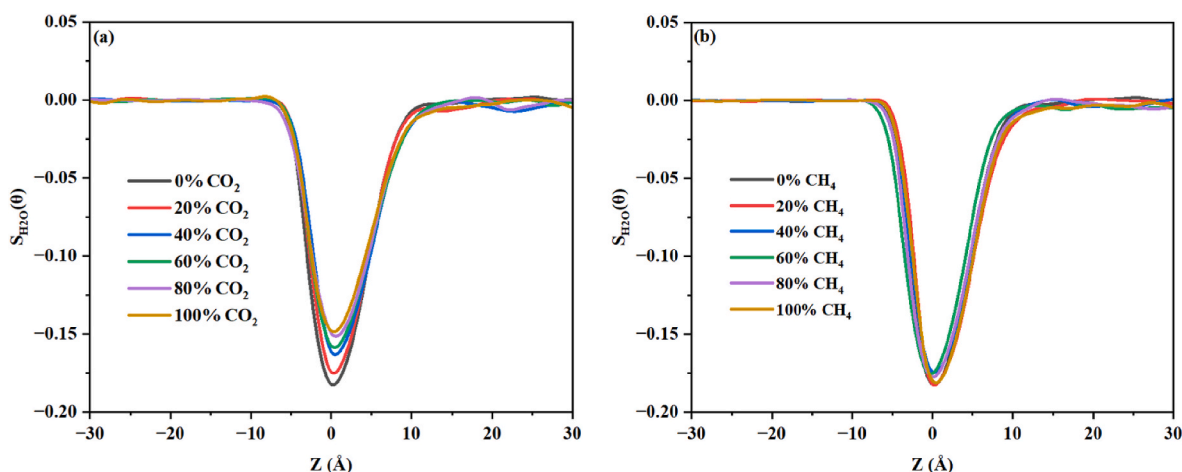 (a)
0.05
0.00
−0.05
−0.10
−0.15
−0.20
S_H2O(θ)
0% CO₂
20% CO₂
40% CO₂
60% CO₂
80% CO₂
100% CO₂
−30 −20 −10 0 10 20 30
Z (Å)
(b)
0.05
0.00
−0.05
−0.10
−0.15
−0.20
S_H2O(θ)
0% CH₄
20% CH₄
40% CH₄
60% CH₄
80% CH₄
100% CH₄
−30 −20 −10 0 10 20 30
Z (Å)